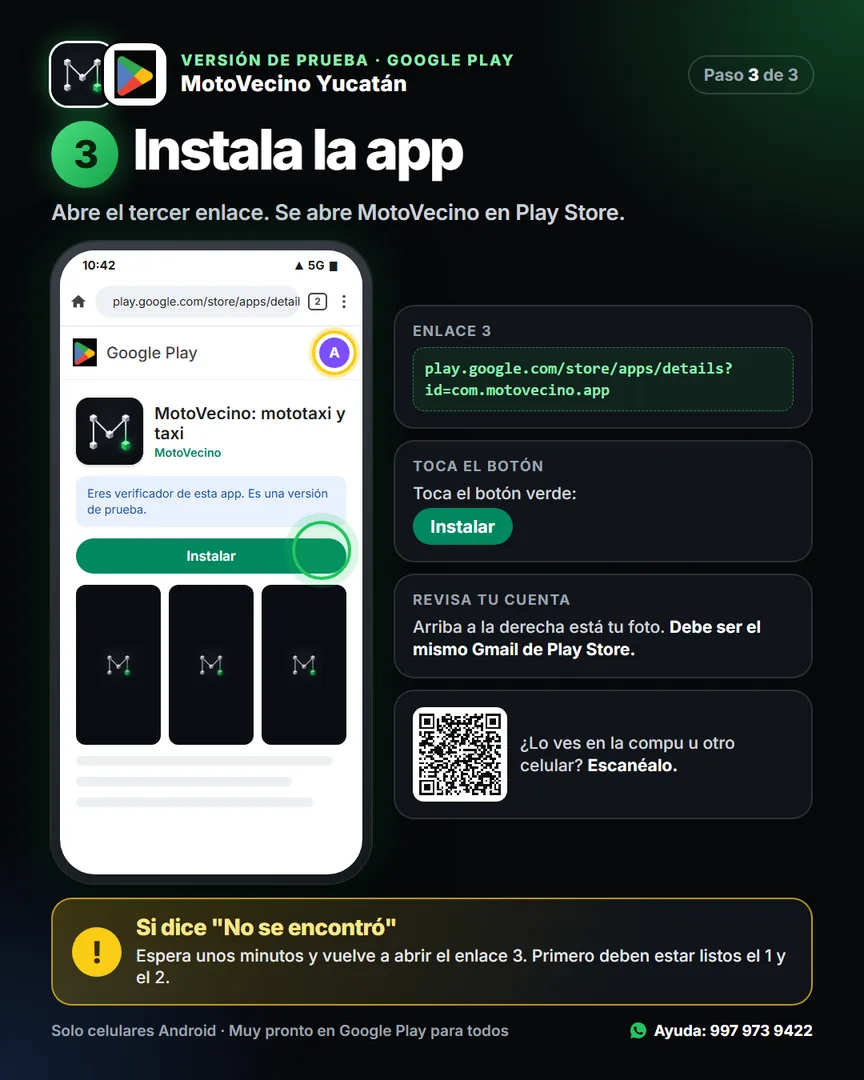 VERSIÓN DE PRUEBA · GOOGLE PLAY
MotoVecino Yucatán
Paso 3 de 3
3
Instala la app
Abre el tercer enlace. Se abre MotoVecino en Play Store.
10:42
5G
play.google.com/store/apps/detail
2
Google Play
A
MotoVecino: mototaxi y
taxi
MotoVecino
Eres verificador de esta app. Es una versión
de prueba.
Instalar
ENLACE 3
play.google.com/store/apps/details?
id=com.motovecino.app
TOCA EL BOTÓN
Toca el botón verde:
Instalar
REVISA TU CUENTA
Arriba a la derecha está tu foto. Debe ser el
mismo Gmail de Play Store.
¿Lo ves en la compu u otro
celular? Escanéalo.
!
Si dice "No se encontró"
Espera unos minutos y vuelve a abrir el enlace 3. Primero deben estar listos el 1 y
el 2.
Solo celulares Android · Muy pronto en Google Play para todos
Ayuda: 997 973 9422